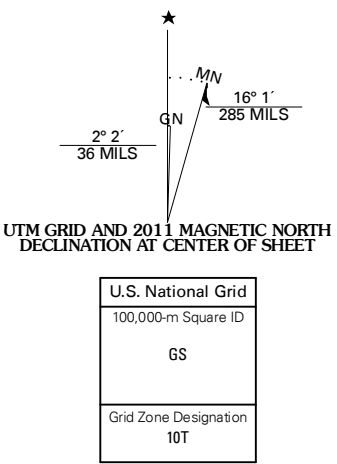 ★
MN
GN
16° 1´
285 MILS
2° 2´
36 MILS
UTM GRID AND 2011 MAGNETIC NORTH
DECLINATION AT CENTER OF SHEET
U.S. National Grid
100,000-m Square ID
GS
Grid Zone Designation
10T